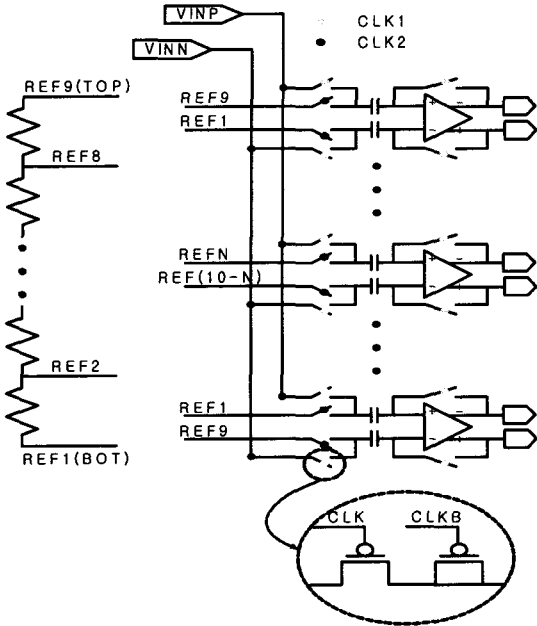 VINP
VINN
CLK1
CLK2
REF9(TOP)
REF8
REF2
REF1(BOT)
REF9
REF1
REFN
REF(10-N)
REF1
REF9
CLK
CLKB